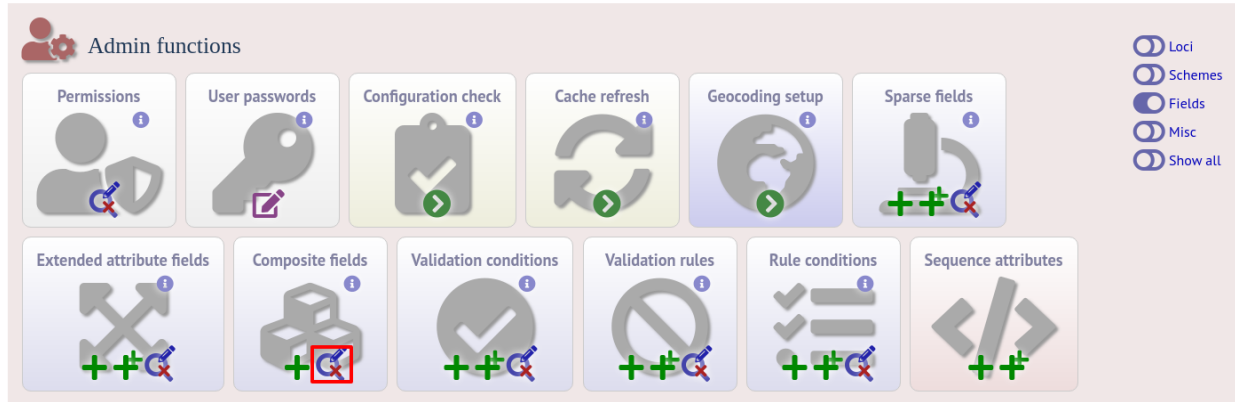 Admin functions
Loci
Schemes
Fields
Misc
Show all
Permissions
User passwords
Configuration check
Cache refresh
Geocoding setup
Sparse fields
Extended attribute fields
Composite fields
Validation conditions
Validation rules
Rule conditions
Sequence attributes